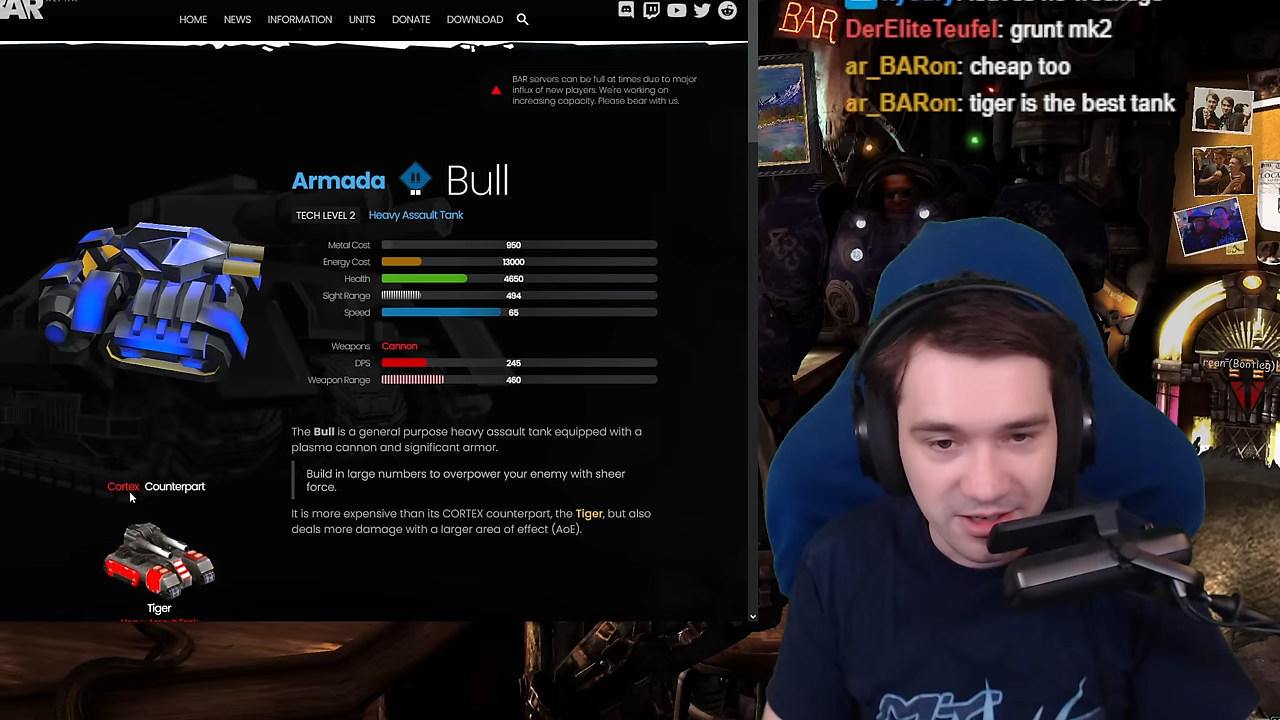 BAR
HOME NEWS INFORMATION UNITS DONATE DOWNLOAD
BAR servers can be full at times due to major
influx of new players. We're working on
increasing capacity. Please bear with us.
Armada Bull
TECH LEVEL 2 Heavy Assault Tank
Metal Cost 950
Energy Cost 13000
Health 4650
Sight Range 494
Speed 65
Weapons Cannon
DPS 245
Weapon Range 460
The Bull is a general purpose heavy assault tank equipped with a
plasma cannon and significant armor.
Build in large numbers to overpower your enemy with sheer
force.
It is more expensive than its CORTEX counterpart, the Tiger, but also
deals more damage with a larger area of effect (AoE).
Cortex Counterpart
Tiger
Heavy Assault Tank
BAR
DerEliteTeufel: grunt mk2
ar_BARon: cheap too
ar_BARon: tiger is the best tank
(Bootleg)